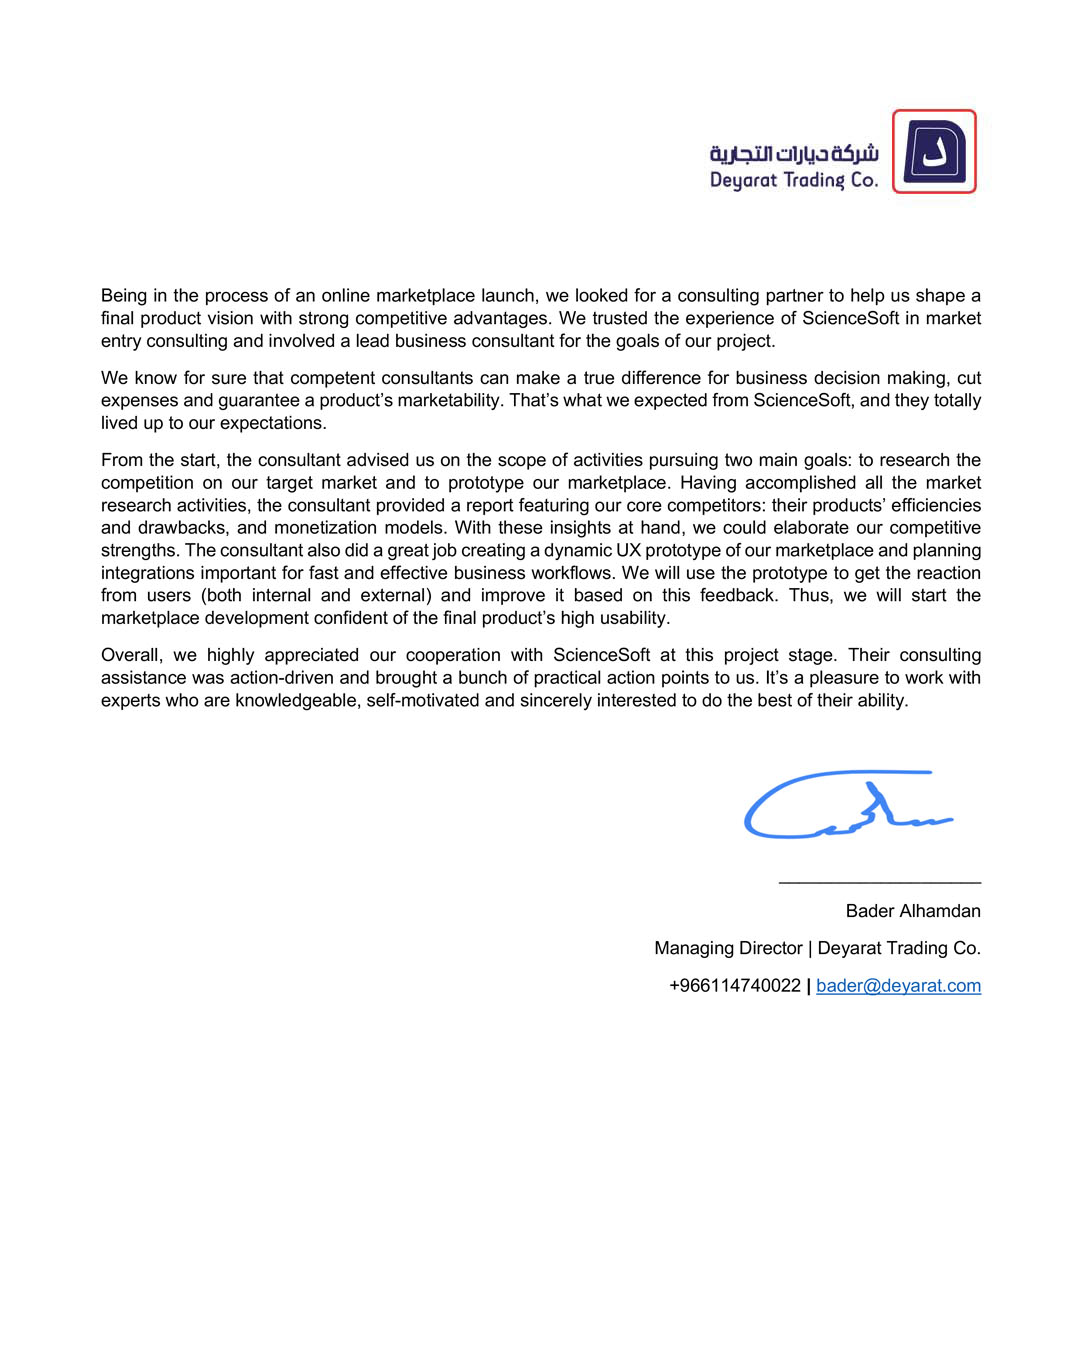 شركة ديارات التجارية
Deyarat Trading Co.
د
Being in the process of an online marketplace launch, we looked for a consulting partner to help us shape a
final product vision with strong competitive advantages. We trusted the experience of ScienceSoft in market
entry consulting and involved a lead business consultant for the goals of our project.
We know for sure that competent consultants can make a true difference for business decision making, cut
expenses and guarantee a product’s marketability. That’s what we expected from ScienceSoft, and they totally
lived up to our expectations.
From the start, the consultant advised us on the scope of activities pursuing two main goals: to research the
competition on our target market and to prototype our marketplace. Having accomplished all the market
research activities, the consultant provided a report featuring our core competitors: their products’ efficiencies
and drawbacks, and monetization models. With these insights at hand, we could elaborate our competitive
strengths. The consultant also did a great job creating a dynamic UX prototype of our marketplace and planning
integrations important for fast and effective business workflows. We will use the prototype to get the reaction
from users (both internal and external) and improve it based on this feedback. Thus, we will start the
marketplace development confident of the final product’s high usability.
Overall, we highly appreciated our cooperation with ScienceSoft at this project stage. Their consulting
assistance was action-driven and brought a bunch of practical action points to us. It’s a pleasure to work with
experts who are knowledgeable, self-motivated and sincerely interested to do the best of their ability.
Bader Alhamdan
Managing Director | Deyarat Trading Co.
+966114740022 | bader@deyarat.com